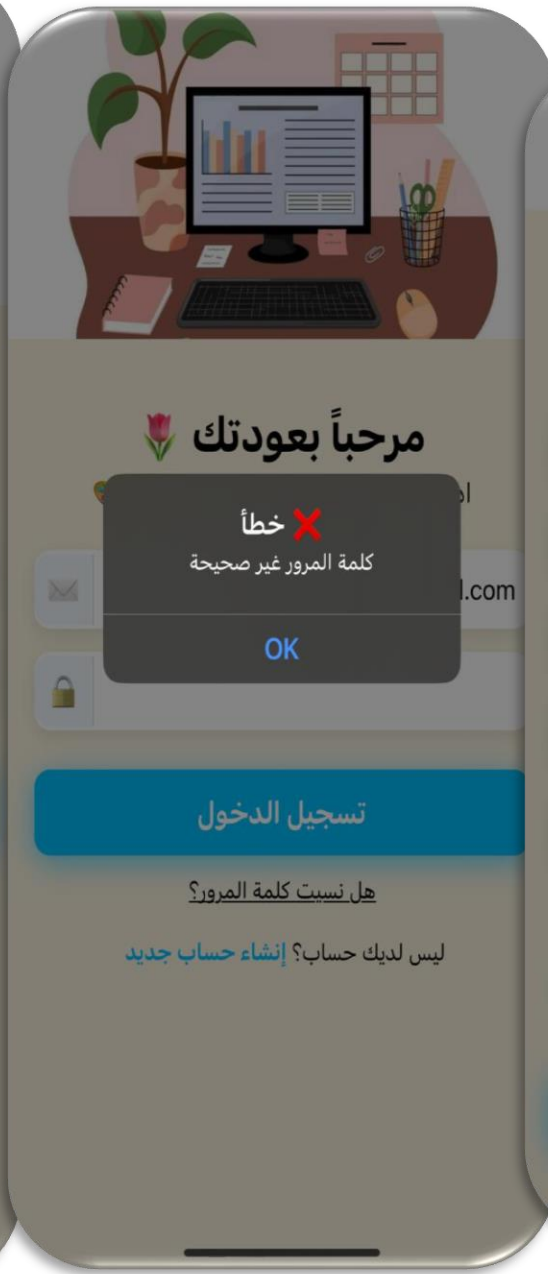 مرحباً بعودتك
خطأ
كلمة المرور غير صحيحة
OK
l.com
تسجيل الدخول
هل نسيت كلمة المرور؟
ليس لديك حساب؟ إنشاء حساب جديد